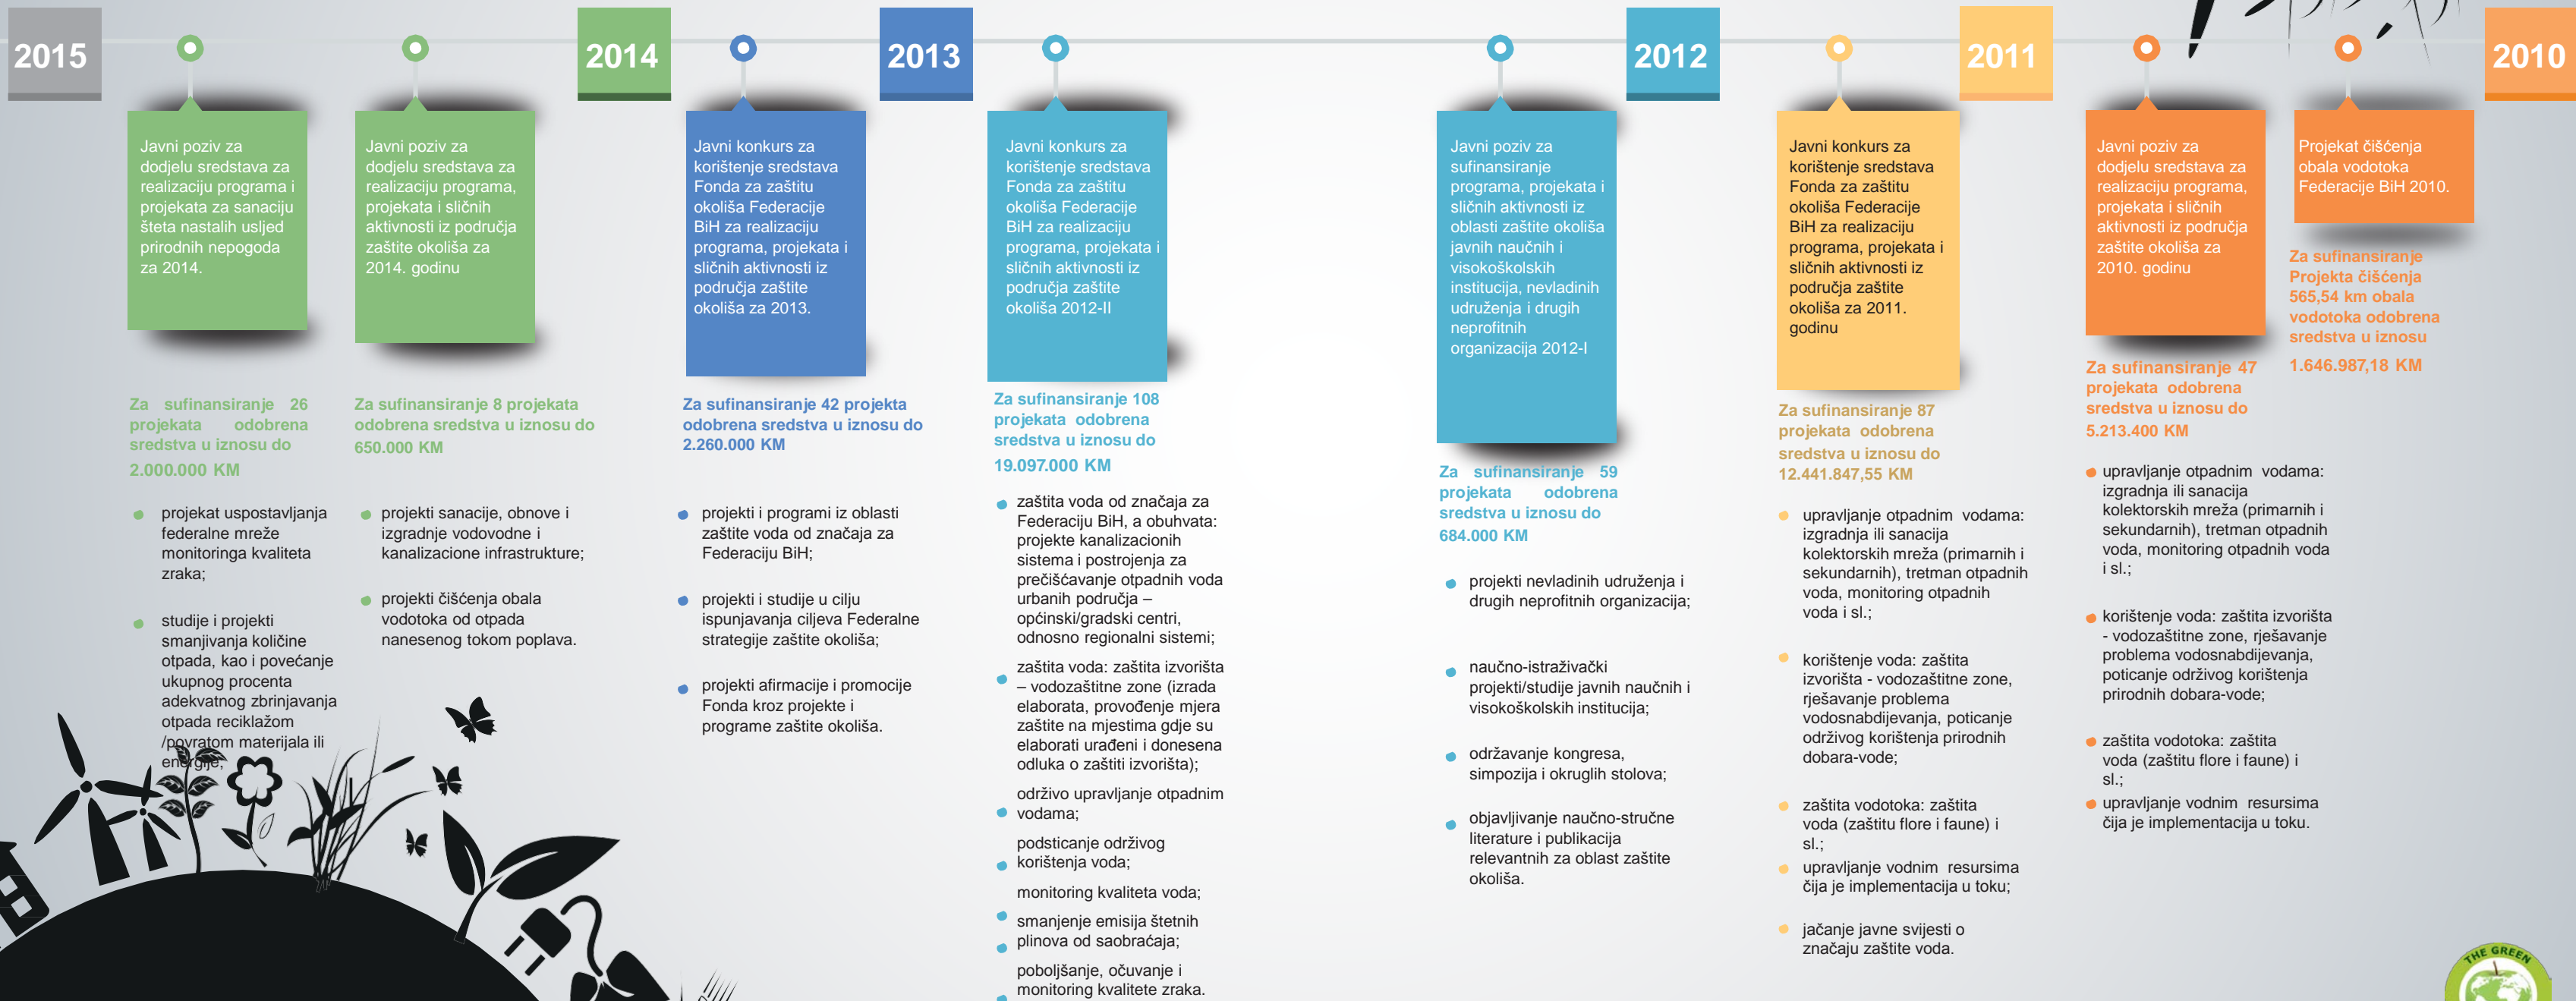 2015
Javni poziv za
dodjelu sredstava za
realizaciju programa i
projekata za sanaciju
šteta nastalih usljed
prirodnih nepogoda
za 2014.
Za sufinansiranje 26
projekata odobrena
sredstva u iznosu do
2.000.000 KM
projekat uspostavljanja
federalne mreže
monitoringa kvaliteta
zraka;
studije i projekti
smanjivanja količine
otpada, kao i povećanje
ukupnog procenta
adekvatnog zbrinjavanja
otpada reciklažom
/povratom materijala ili
energije;
Javni poziv za
dodjelu sredstava za
realizaciju programa,
projekata i sličnih
aktivnosti iz područja
zaštite okoliša za
2014. godinu
Za sufinansiranje 8 projekata
odobrena sredstva u iznosu do
650.000 KM
projekti sanacije, obnove i
izgradnje vodovodne i
kanalizacione infrastrukture;
projekti čišćenja obala
vodotoka od otpada
nanesenog tokom poplava.
2014
Javni konkurs za
korištenje sredstava
Fonda za zaštitu
okoliša Federacije
BiH za realizaciju
programa, projekata i
sličnih aktivnosti iz
područja zaštite
okoliša za 2013.
Za sufinansiranje 42 projekta
odobrena sredstva u iznosu do
2.260.000 KM
projekti i programi iz oblasti
zaštite voda od značaja za
Federaciju BiH;
projekti i studije u cilju
ispunjavanja ciljeva Federalne
strategije zaštite okoliša;
projekti afirmacije i promocije
Fonda kroz projekte i
programe zaštite okoliša.
2013
Javni konkurs za
korištenje sredstava
Fonda za zaštitu
okoliša Federacije
BiH za realizaciju
programa, projekata i
sličnih aktivnosti iz
područja zaštite
okoliša 2012-II
Za sufinansiranje 108
projekata odobrena
sredstva u iznosu do
19.097.000 KM
zaštita voda od značaja za
Federaciju BiH, a obuhvata:
projekte kanalizacionih
sistema i postrojenja za
prečišćavanje otpadnih voda
urbanih područja –
općinski/gradski centri,
odnosno regionalni sistemi;
zaštita voda: zaštita izvorišta
– vodozaštitne zone (izrada
elaborata, provođenje mjera
zaštite na mjestima gdje su
elaborati urađeni i donesena
odluka o zaštiti izvorišta);
održivo upravljanje otpadnim
vodama;
podsticanje održivog
korištenja voda;
monitoring kvaliteta voda;
smanjenje emisija štetnih
plinova od saobraćaja;
poboljšanje, očuvanje i
monitoring kvalitete zraka.
Javni poziv za
sufinansiranje
programa, projekata i
sličnih aktivnosti iz
oblasti zaštite okoliša
javnih naučnih i
visokoškolskih
institucija, nevladinih
udruženja i drugih
neprofitnih
organizacija 2012-I
Za sufinansiranje 59
projekata odobrena
sredstva u iznosu do
684.000 KM
projekti nevladinih udruženja i
drugih neprofitnih organizacija;
naučno-istraživački
projekti/studije javnih naučnih i
visokoškolskih institucija;
održavanje kongresa,
simpozija i okruglih stolova;
objavljivanje naučno-stručne
literature i publikacija
relevantnih za oblast zaštite
okoliša.
2012
Javni konkurs za
korištenje sredstava
Fonda za zaštitu
okoliša Federacije
BiH za realizaciju
programa, projekata i
sličnih aktivnosti iz
područja zaštite
okoliša za 2011.
godinu
Za sufinansiranje 87
projekata odobrena
sredstva u iznosu do
12.441.847,55 KM
upravljanje otpadnim vodama:
izgradnja ili sanacija
kolektorskih mreža (primarnih i
sekundarnih), tretman otpadnih
voda, monitoring otpadnih
voda i sl.;
korištenje voda: zaštita
izvorišta - vodozaštitne zone,
rješavanje problema
vodosnabdijevanja, poticanje
održivog korištenja prirodnih
dobara-vode;
zaštita vodotoka: zaštita
voda (zaštitu flore i faune) i
sl.;
upravljanje vodnim resursima
čija je implementacija u toku;
jačanje javne svijesti o
značaju zaštite voda.
2011
Javni poziv za
dodjelu sredstava za
realizaciju programa,
projekata i sličnih
aktivnosti iz područja
zaštite okoliša za
2010. godinu
Za sufinansiranje 47
projekata odobrena
sredstva u iznosu do
5.213.400 KM
upravljanje otpadnim vodama:
izgradnja ili sanacija
kolektorskih mreža (primarnih i
sekundarnih), tretman otpadnih
voda, monitoring otpadnih voda
i sl.;
korištenje voda: zaštita izvorišta
- vodozaštitne zone, rješavanje
problema vodosnabdijevanja,
poticanje održivog korištenja
prirodnih dobara-vode;
zaštita vodotoka: zaštita
voda (zaštitu flore i faune) i
sl.;
upravljanje vodnim resursima
čija je implementacija u toku.
Projekat čišćenja
obala vodotoka
Federacije BiH 2010.
Za sufinansiranje
Projekta čišćenja
565,54 km obala
vodotoka odobrena
sredstva u iznosu
1.646.987,18 KM
2010
THE GREEN